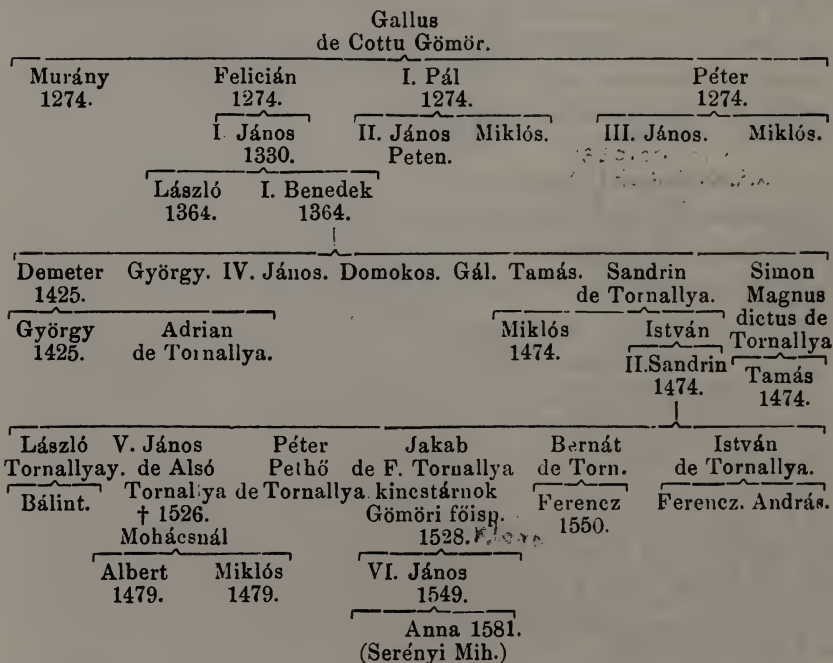 Gallus
de Cottu Gömör.
Murány Felicián I. Pál Péter
1274. 1274. 1274. 1274.
I. János II. János Miklós. III. János. Miklós.
1330. Peten.
László I. Benedek
1364. 1364.
Demeter György. IV. János. Domokos. Gál. Tamás. Sandrin Simon
1425. de Tornallya. Magnus
György Adrian Miklós István dictus de
1425. de Tornallya. 1474. Tornallya
II. Sandrin Tamás
1474. 1474.
László V. János Péter Jakab Bernát István
Tornallyay. de Alsó Pethő de F. Tornallya de Torn. de Tornallya.
Bálint. Tornallya de Tornallya. kincstárnok Ferencz Ferencz. András.
† 1526. Gömöri főisp. 1550.
Mohácsnál 1528.
Albert Miklós VI. János
1479. 1479. 1549.
Anna 1581.
(Serényi Mih.)